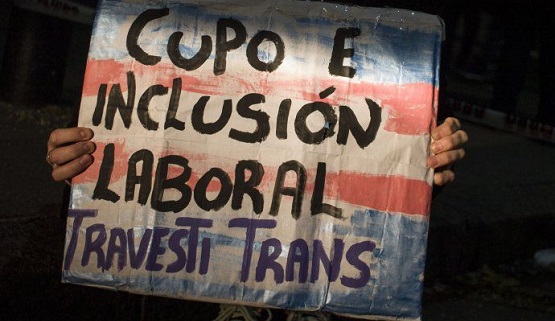 CUPO E
INCLUSIÓN
LABORAL
TRAVESTI TRANS